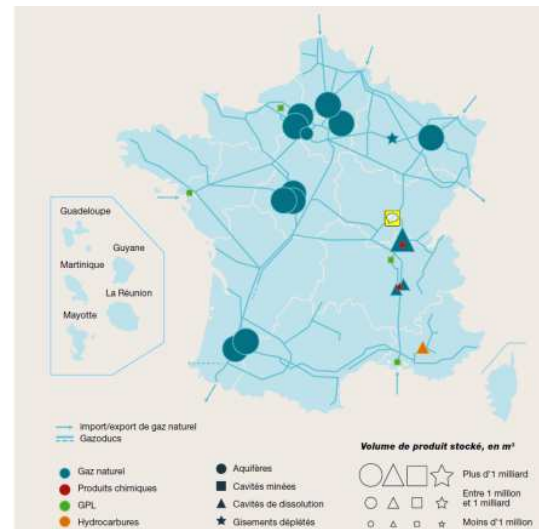 Guadeloupe
Guyane
Martinique
La Réunion
Mayotte
import/export de gaz naturel
Gazoducs
Gaz naturel
Produits chimiques
GPL
Hydrocarbures
Aquifères
Cavités minées
Cavités de dissolution
Gisements déplétés
Volume de produit stocké, en m³
Plus d'1 milliard
Entre 1 million
et 1 milliard
Moins d'1 million